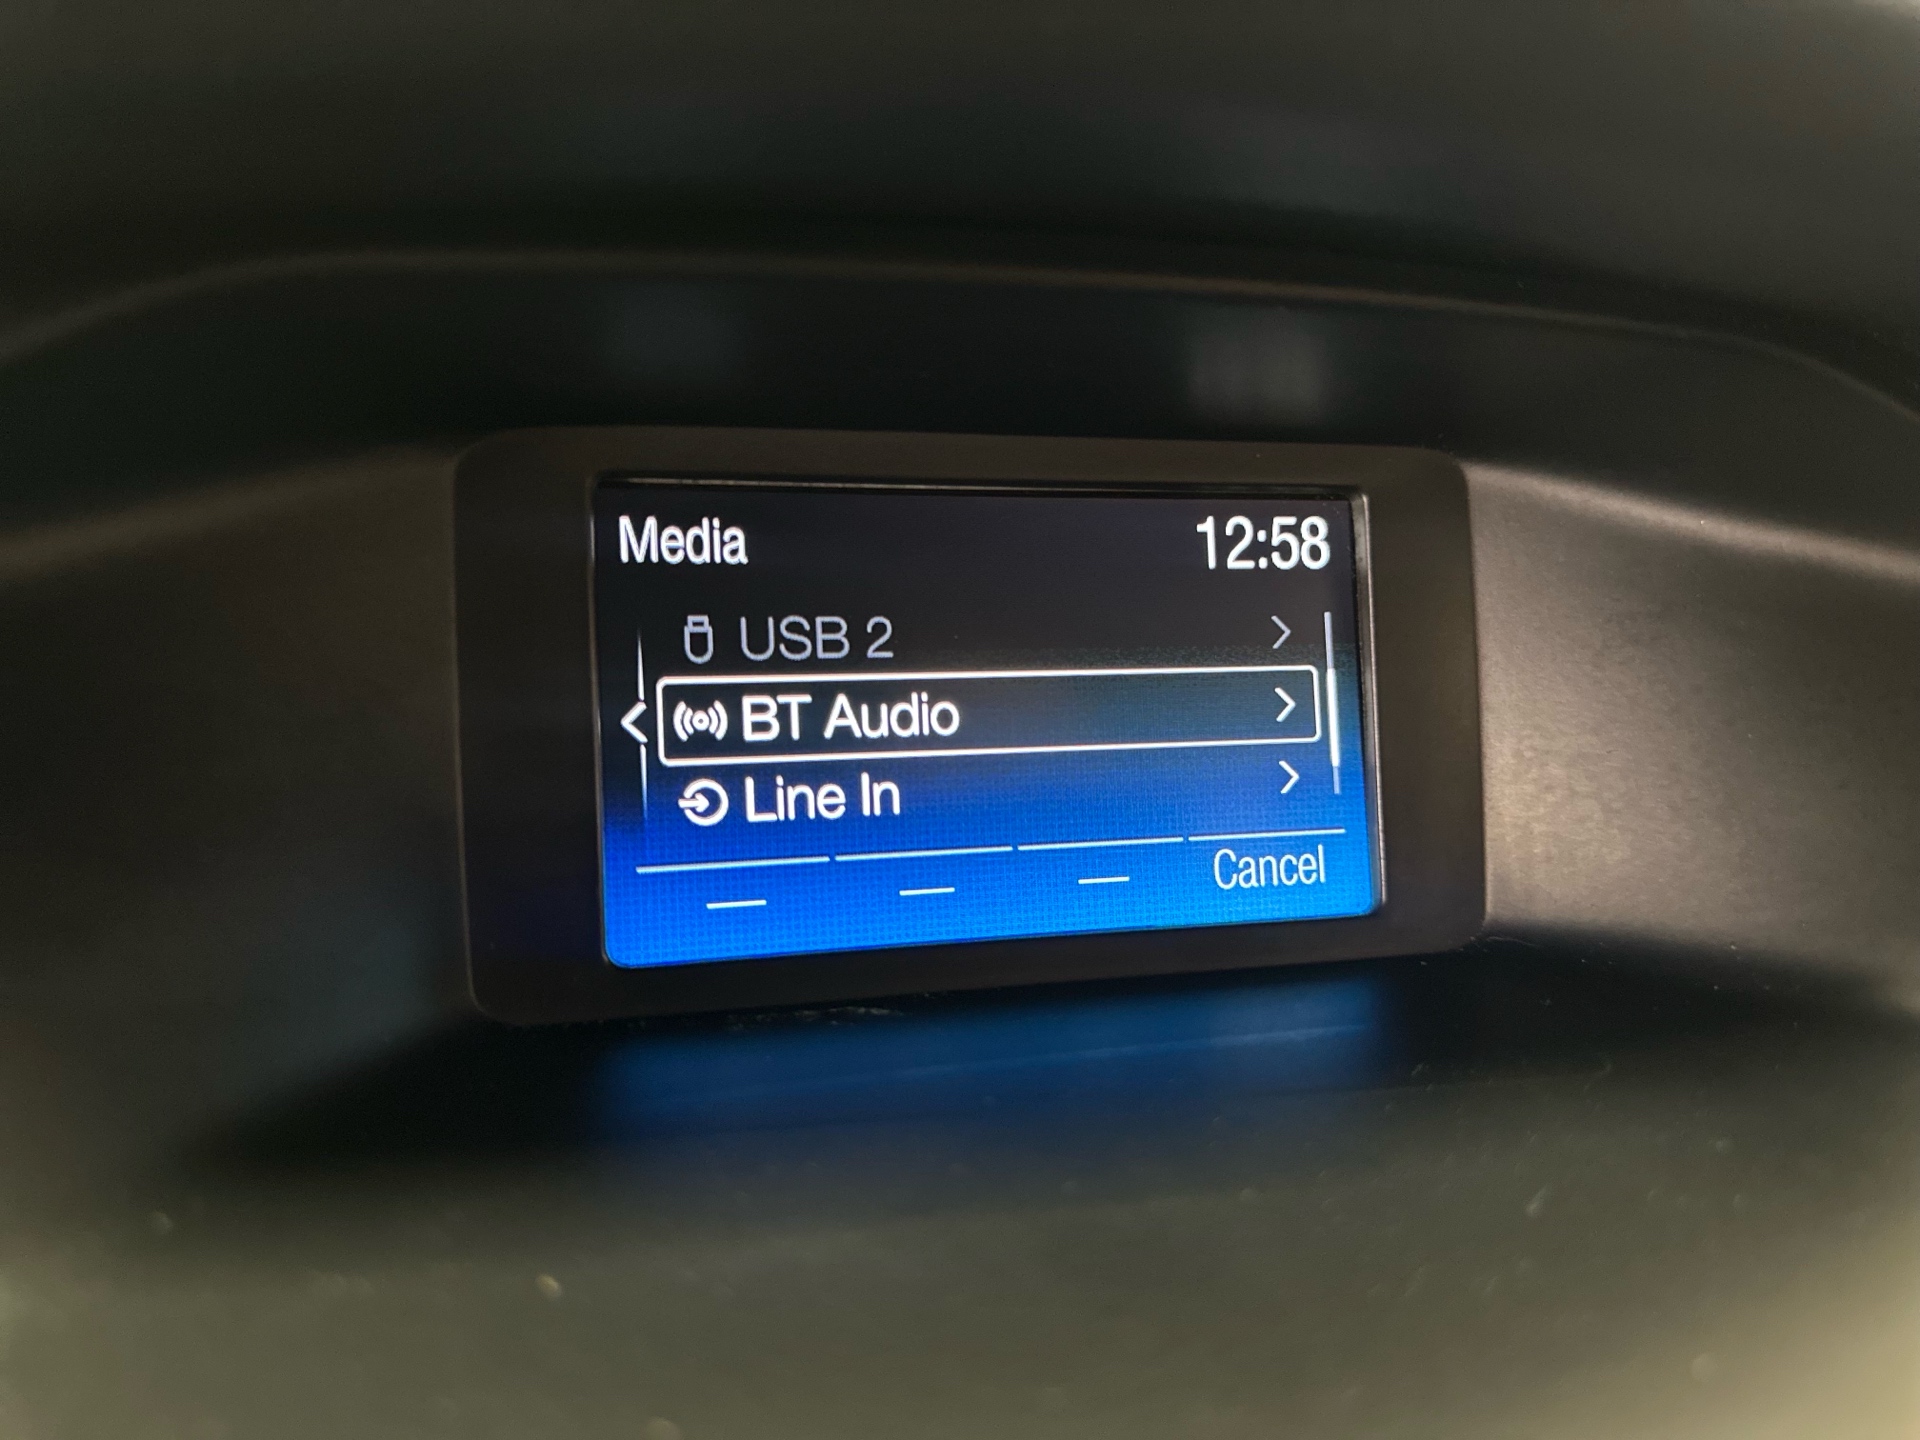 Media 12:58
USB 2
BT Audio
Line In
Cancel